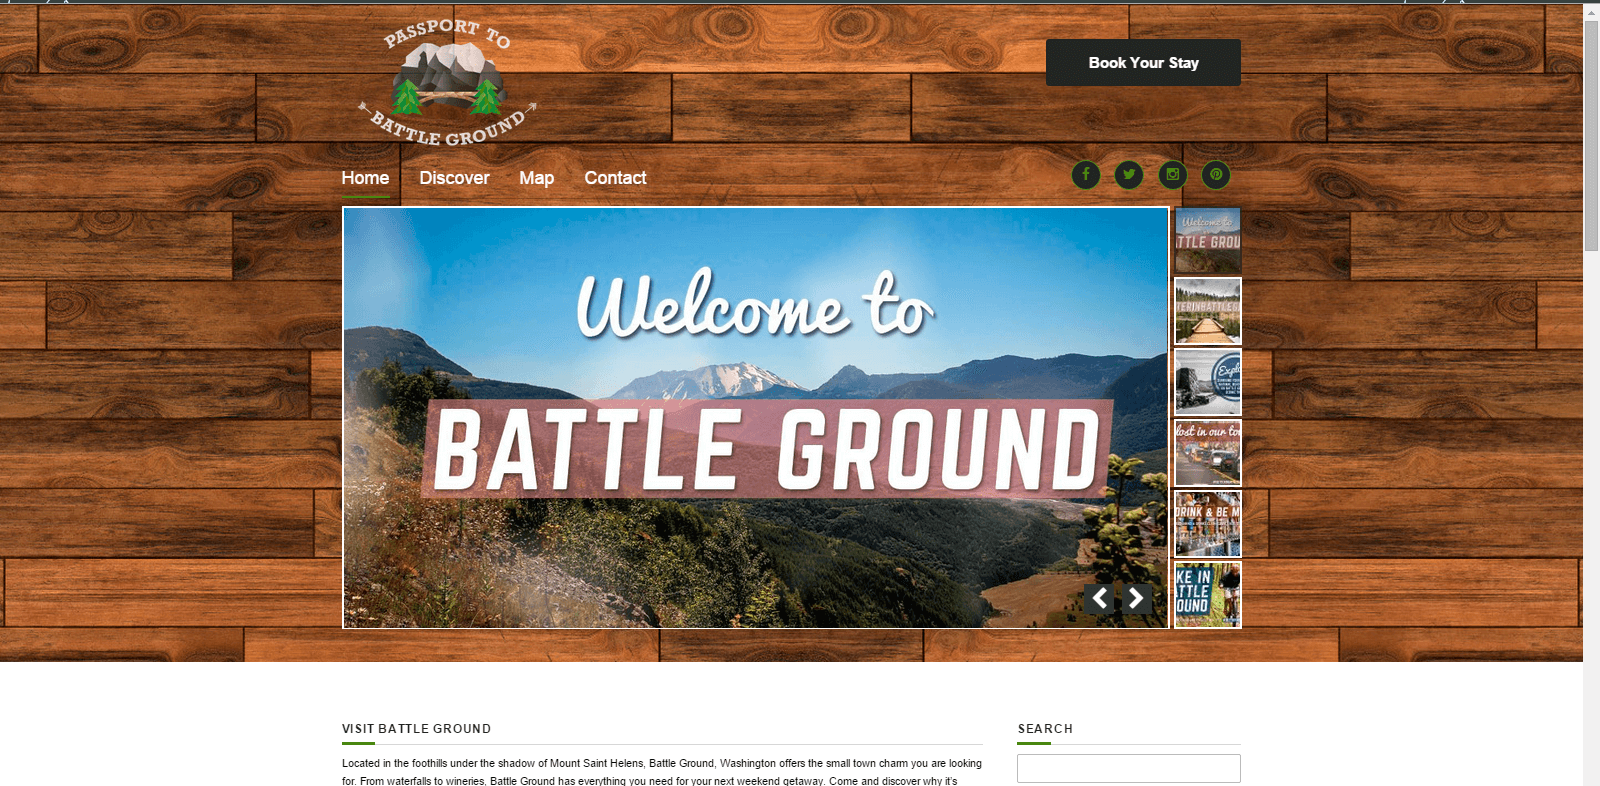 PASSPORT TO
BATTLE GROUND
Book Your Stay
Home
Discover
Map
Contact
Welcome to
BATTLE GROUND
Welcome to
ATTLE GROU
Explo
lost in our to
DRINK & BE M
KE IN
ATTLE
OUND
VISIT BATTLE GROUND
SEARCH
Located in the foothills under the shadow of Mount Saint Helens, Battle Ground, Washington offers the small town charm you are looking
for. From waterfalls to wineries, Battle Ground has everything you need for your next weekend getaway. Come and discover why it's